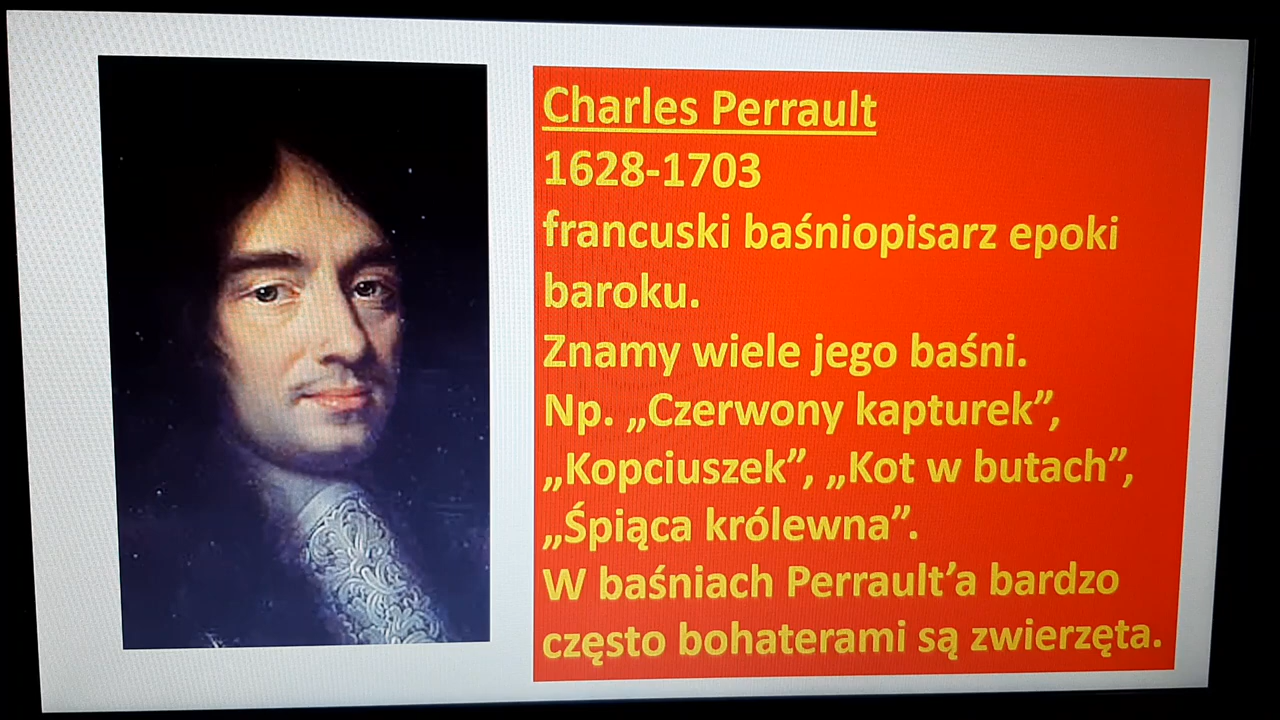 Charles Perrault
1628-1703
francuski baśniopisarz epoki
baroku.
Znamy wiele jego baśni.
Np. „Czerwony kapturek”,
„Kopciuszek”, „Kot w butach”,
„Śpiąca królewna”.
W baśniach Perrault’a bardzo
często bohaterami są zwierzęta.